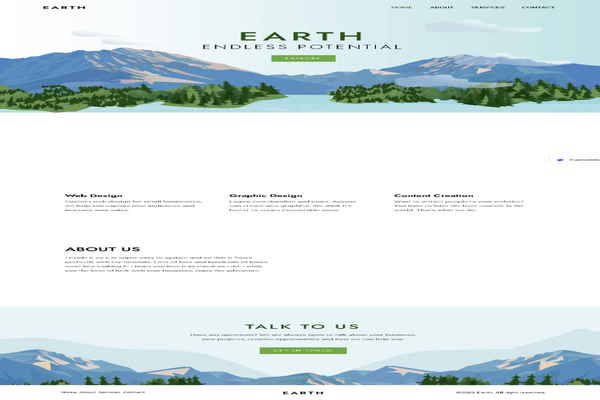 EARTH
HOME ABOUT SERVICES CONTACT
EARTH
ENDLESS POTENTIAL
EXPLORE
Web Design
Custom web design for small businesses,
we help you capture new audiences and
increase your sales.
Graphic Design
Logos, merchandise and more. Anyone
can create nice graphics. We think it's
better to create memorable ones.
Content Creation
Want to attract people to your website?
You have to have the best content in the
world. That's what we do.
ABOUT US
I made it so it is super easy to update and so that it flows
perfectly with my tutorials. Lots of love and hundreds of hours
went into making it. I hope you love it as much as I do. I wish
you the best of luck with your business, enjoy the adventure.
TALK TO US
Have any questions? We are always open to talk about your business,
new projects, creative opportunities and how we can help you.
GET IN TOUCH
Home About Services Contact
EARTH
©2022 Earth. All right reserved.